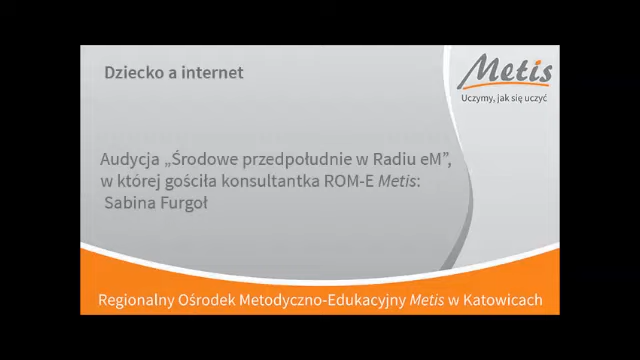 Dziecko a internet
Metis
Uczymy, jak się uczyć
Audycja „Środowe przedpołudnie w Radiu eM”,
w której gościła konsultantka ROM-E Metis:
Sabina Furgoł
Regionalny Ośrodek Metodyczno-Edukacyjny Metis w Katowicach